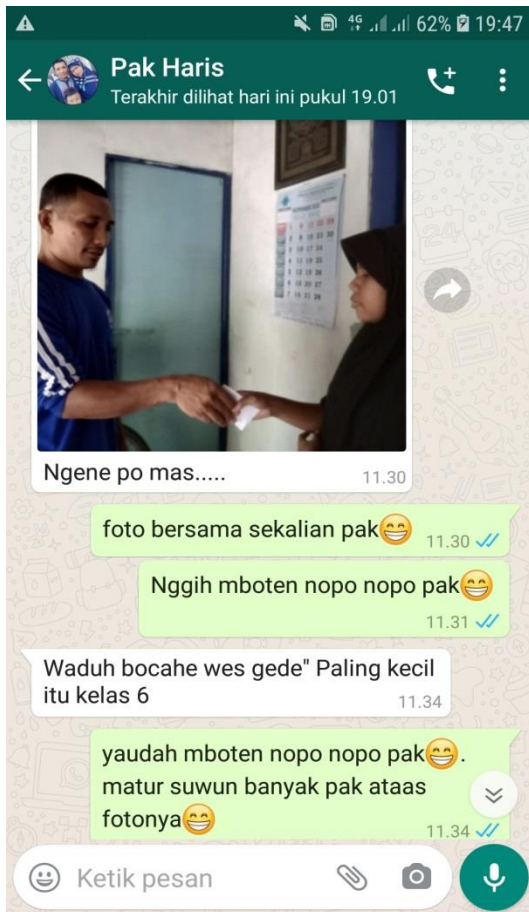 4G 62% 19:47
Pak Haris
Terakhir dilihat hari ini pukul 19.01
Ngene po mas.....
11.30
foto bersama sekalian pak😁
11.30
Nggih mboten nopo nopo pak😁
11.31
Waduh bocahe wes gede" Paling kecil
itu kelas 6
11.34
yaudah mboten nopo nopo pak😁.
matur suwun banyak pak ataas
fotonya😁
11.34
Ketik pesan